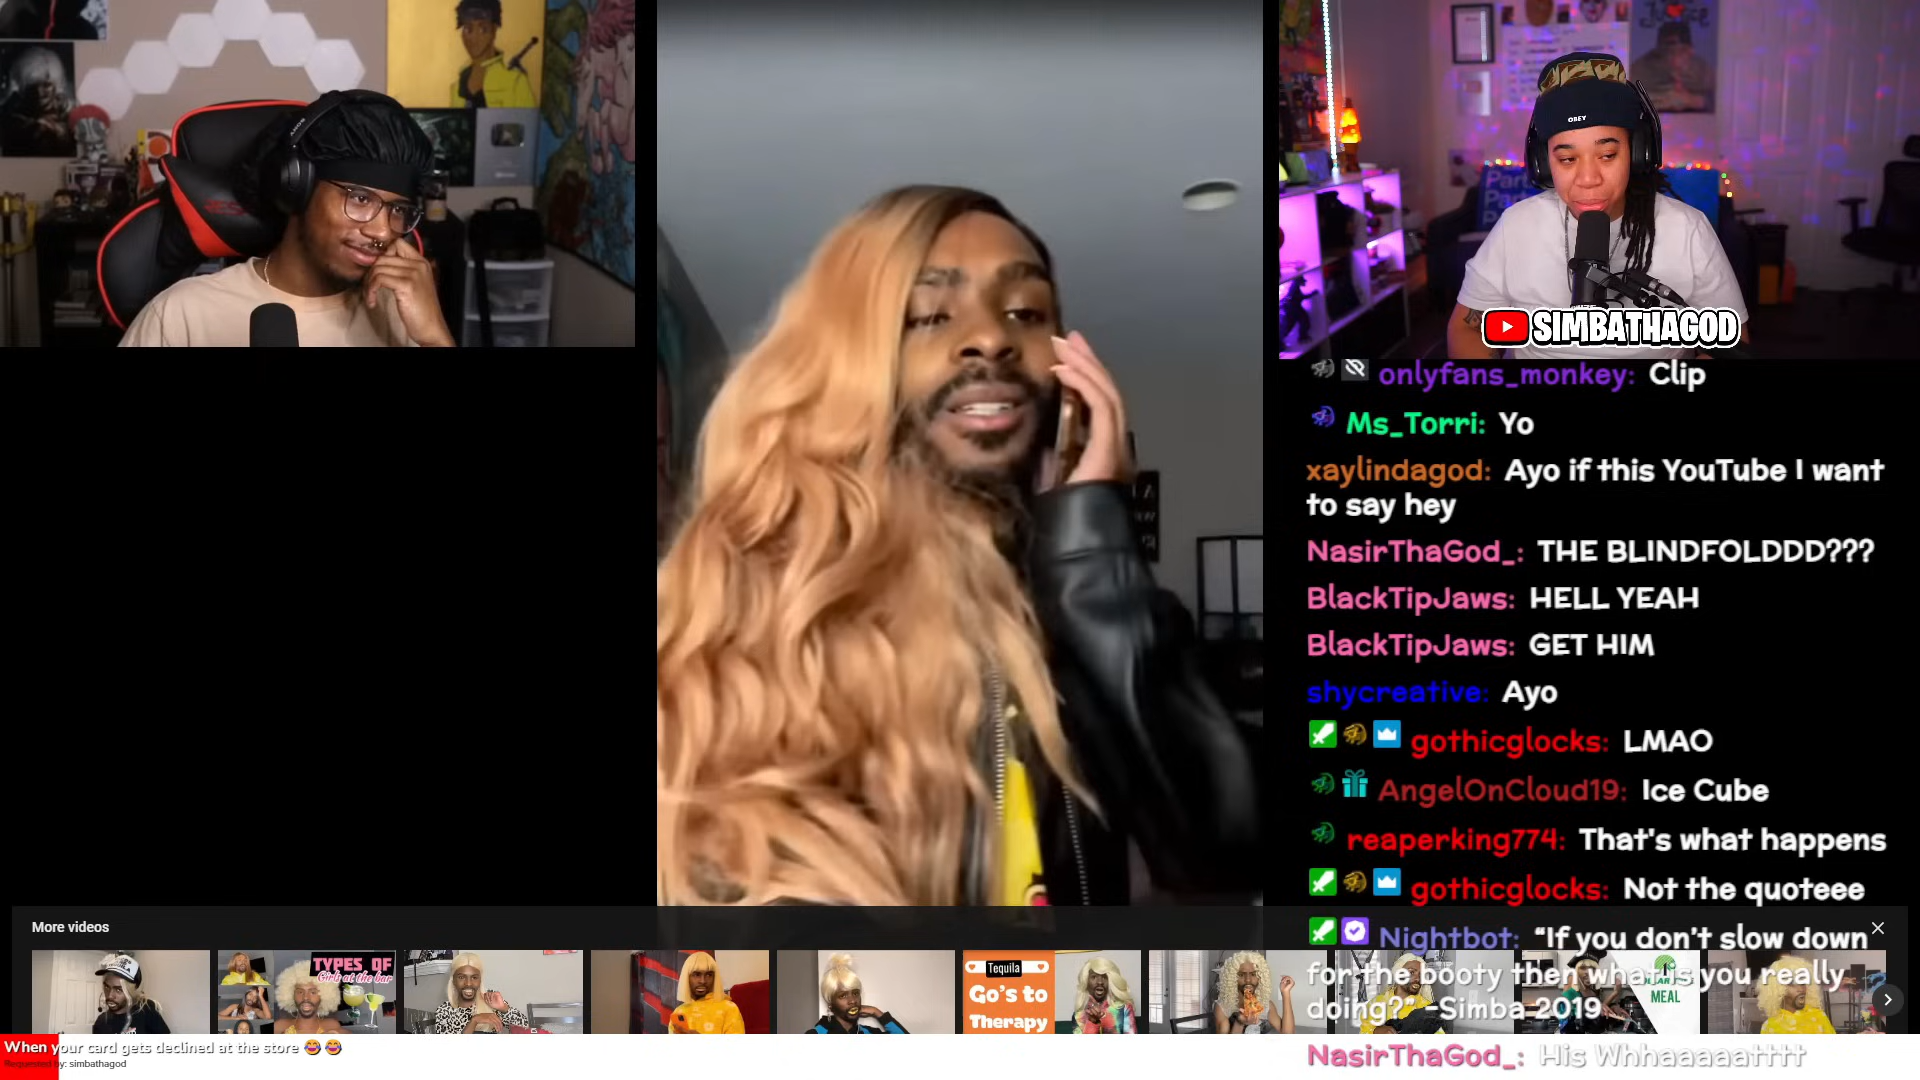 OBEY
SIMBATHAGOD
onlyfans_monkey: Clip
Ms_Torri: Yo
xaylindagod: Ayo if this YouTube I want
to say hey
NasirThaGod_: THE BLINDFOLDDD???
BlackTipJaws: HELL YEAH
BlackTipJaws: GET HIM
shycreative: Ayo
gothicglocks: LMAO
AngelOnCloud19: Ice Cube
reaperking774: That's what happens
gothicglocks: Not the quoteee
Nightbot: “If you don’t slow down
for the booty then what is you really
doing?” -Simba 2019
NasirThaGod_: His Whhaaaaatttt
More videos
TYPES OF
Girls at the bar
Tequila
Go's to
Therapy
MEAL
When your card gets declined at the store 😂 😂
Requested by: simbathagod